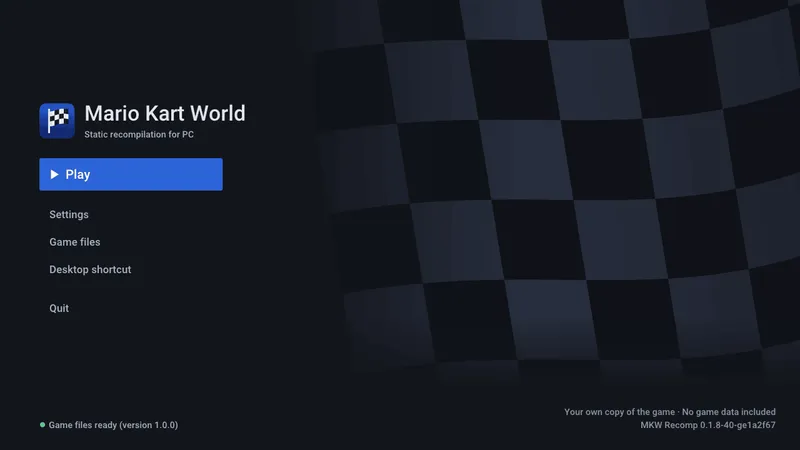 Mario Kart World
Static recompilation for PC
Play
Settings
Game files
Desktop shortcut
Quit
Game files ready (version 1.0.0)
Your own copy of the game · No game data included
MKW Recomp 0.1.8-40-ge1a2f67